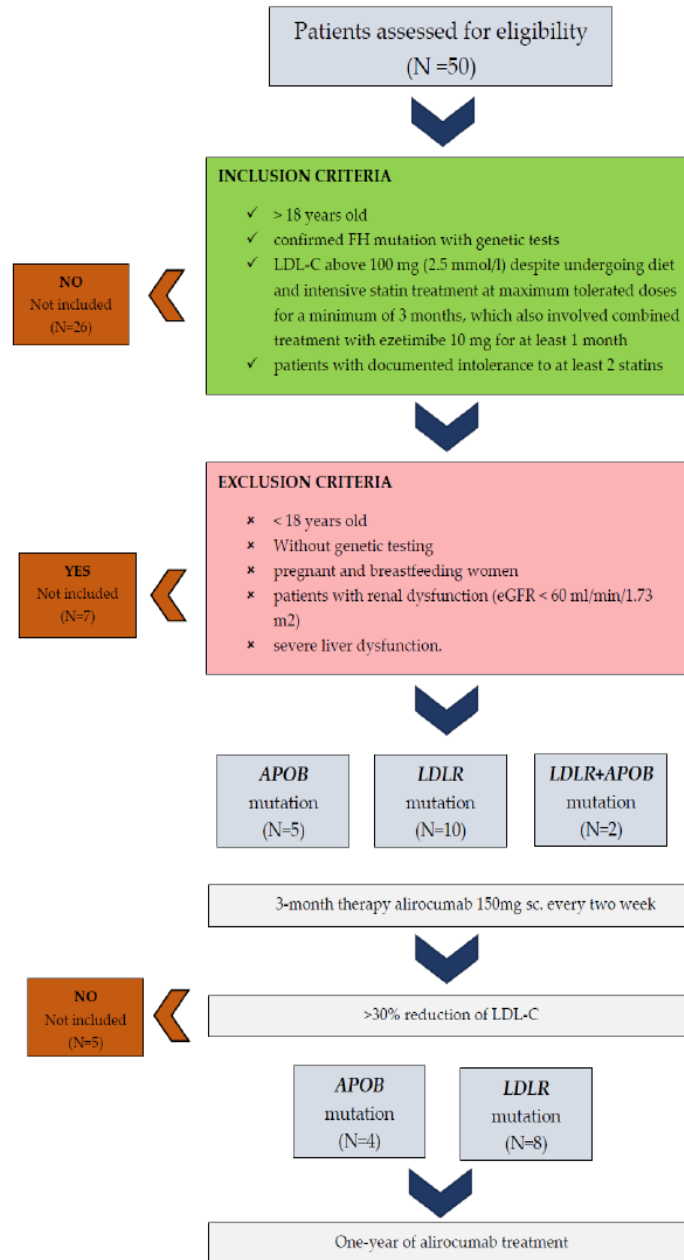 Patients assessed for eligibility
(N =50)
INCLUSION CRITERIA
✓ > 18 years old
✓ confirmed FH mutation with genetic tests
✓ LDL-C above 100 mg (2.5 mmol/l) despite undergoing diet
and intensive statin treatment at maximum tolerated doses
for a minimum of 3 months, which also involved combined
treatment with ezetimibe 10 mg for at least 1 month
✓ patients with documented intolerance to at least 2 statins
NO
Not included
(N=26)
EXCLUSION CRITERIA
× < 18 years old
× Without genetic testing
× pregnant and breastfeeding women
× patients with renal dysfunction (eGFR < 60 ml/min/1.73
m2)
× severe liver dysfunction.
YES
Not included
(N=7)
APOB
mutation
(N=5)
LDLR
mutation
(N=10)
LDLR+APOB
mutation
(N=2)
3-month therapy alirocumab 150mg sc. every two week
NO
Not included
(N=5)
>30% reduction of LDL-C
APOB
mutation
(N=4)
LDLR
mutation
(N=8)
One-year of alirocumab treatment